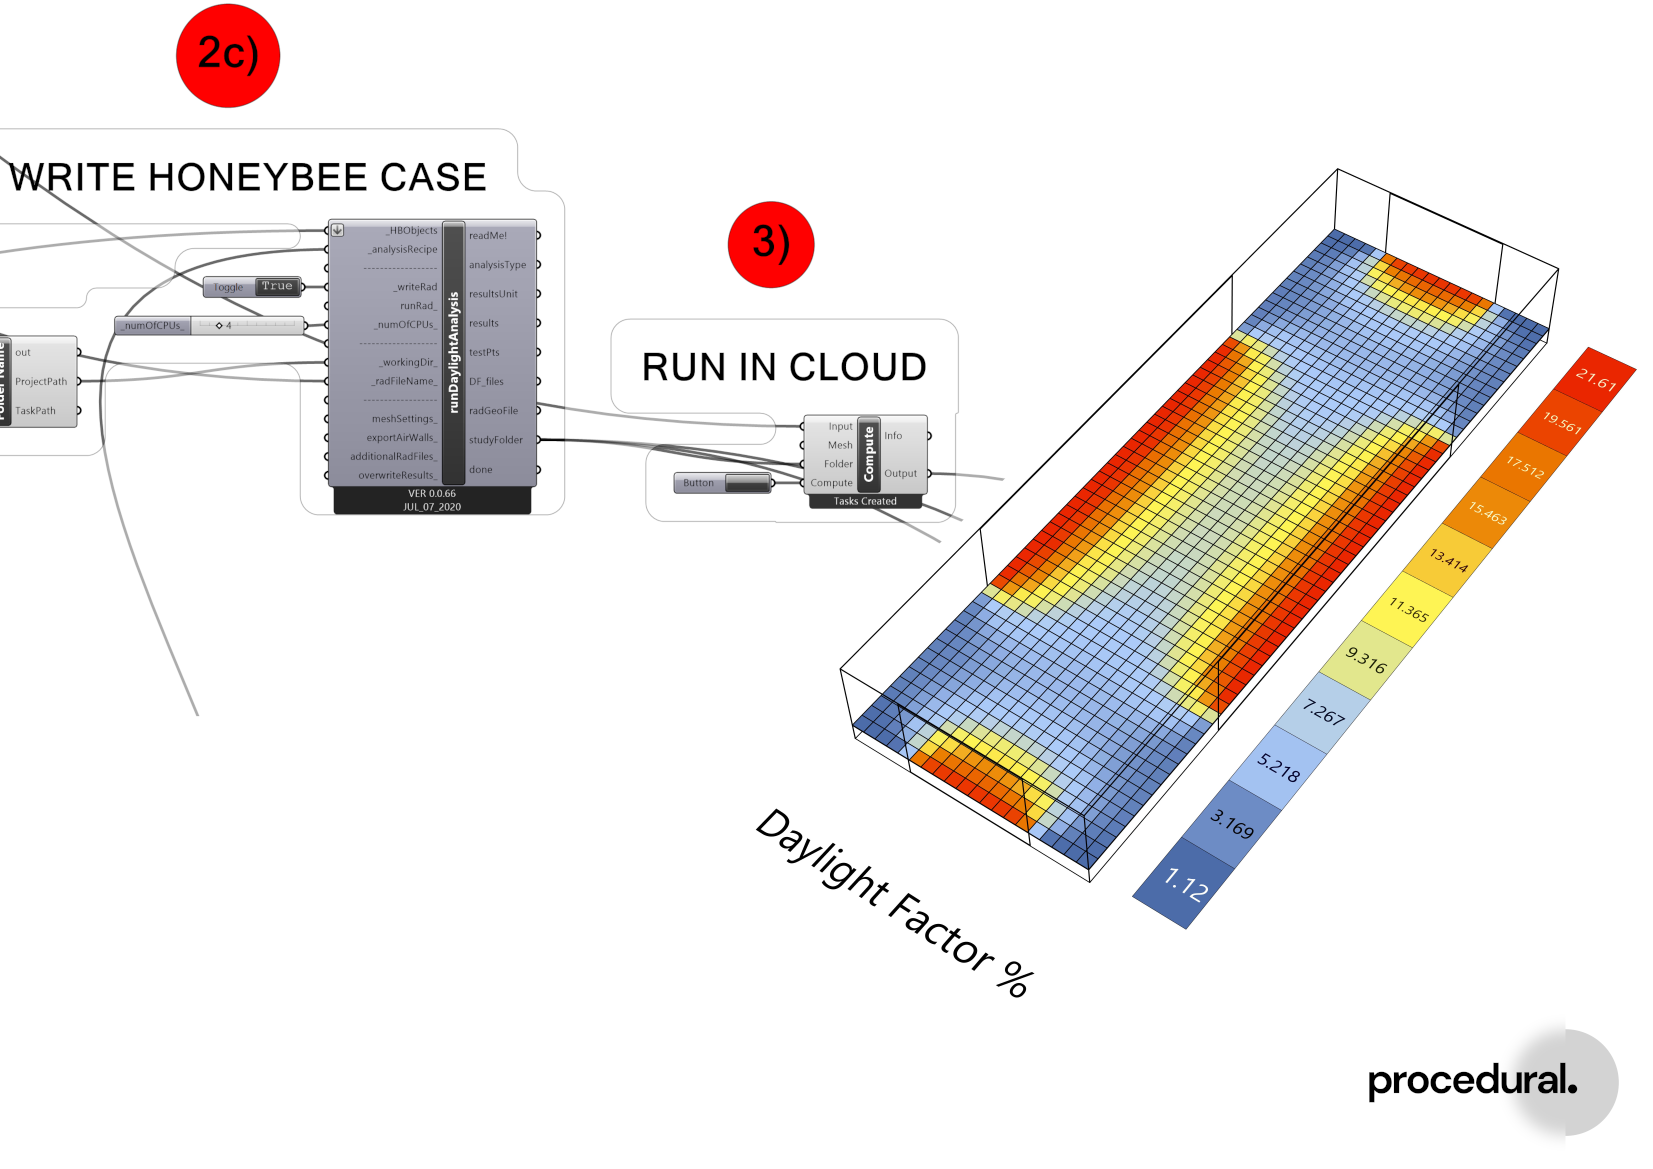 2c)
WRITE HONEYBEE CASE
_HBObjects
_analysisRecipe
_writeRad
runRad_
_numOfCPUs_
_workingDir_
_radFileName_
meshSettings_
exportAirWalls_
additionalRadFiles_
overwriteResults_
runDaylightAnalysis
readMe!
analysisType
resultsUnit
results
testPts
DF_files
radGeoFile
studyFolder
done
VER 0.0.66
JUL_07_2020
Toggle True
_numOfCPUs_ 4
out
ProjectPath
TaskPath
3)
RUN IN CLOUD
Input
Mesh
Folder
Compute
Compute
Info
Output
Tasks Created
Button
21.61
19.561
17.512
15.463
13.414
11.365
9.316
7.267
5.218
3.169
1.12
Daylight Factor %
procedural.